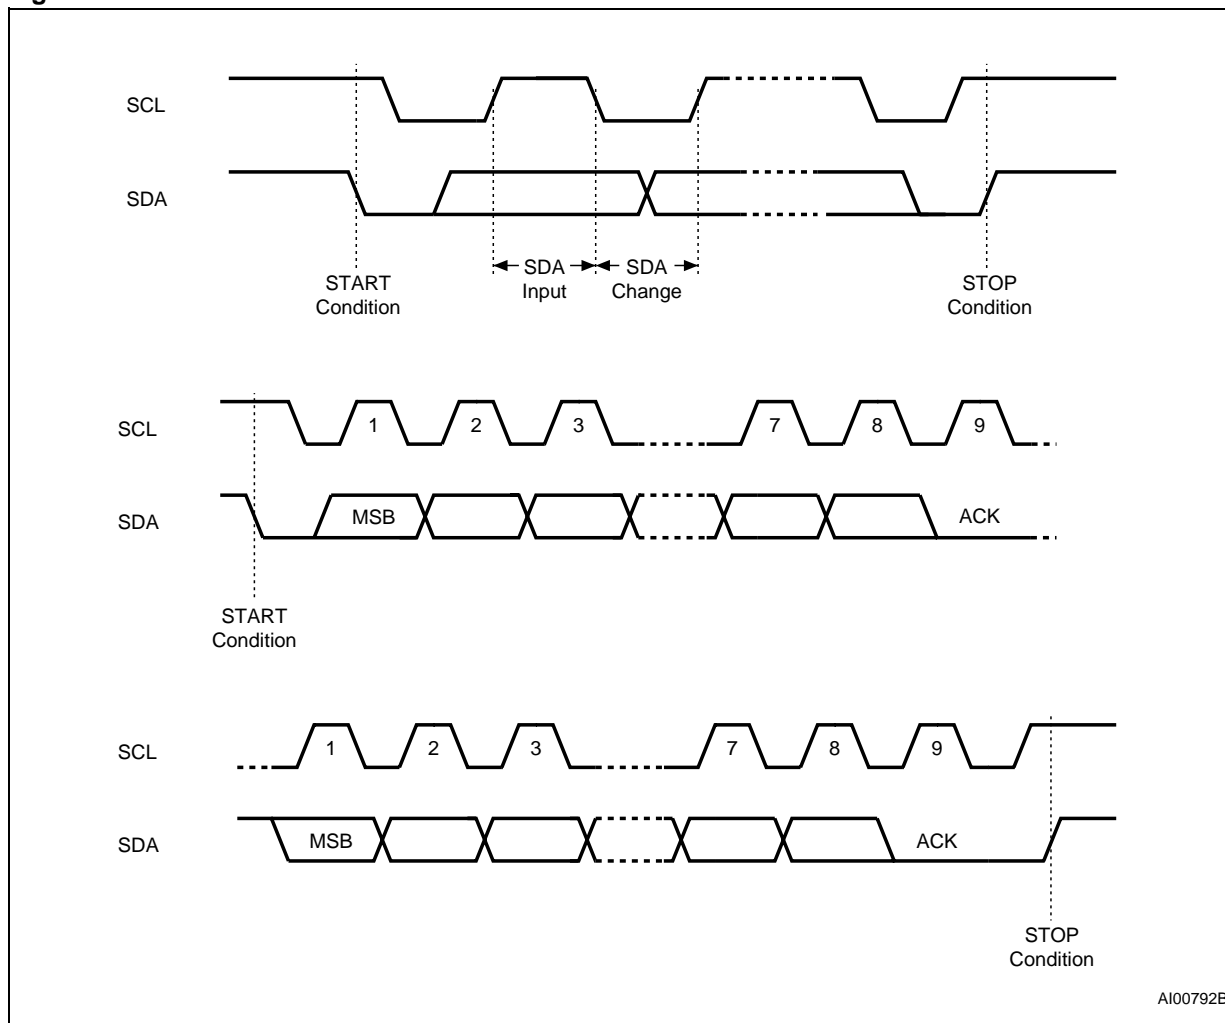 SCL
SDA
SDA
Input
SDA
Change
START
Condition
STOP
Condition
SCL
1 2 3 7 8 9
SDA
MSB
ACK
START
Condition
SCL
1 2 3 7 8 9
SDA
MSB
ACK
STOP
Condition
AI00792B